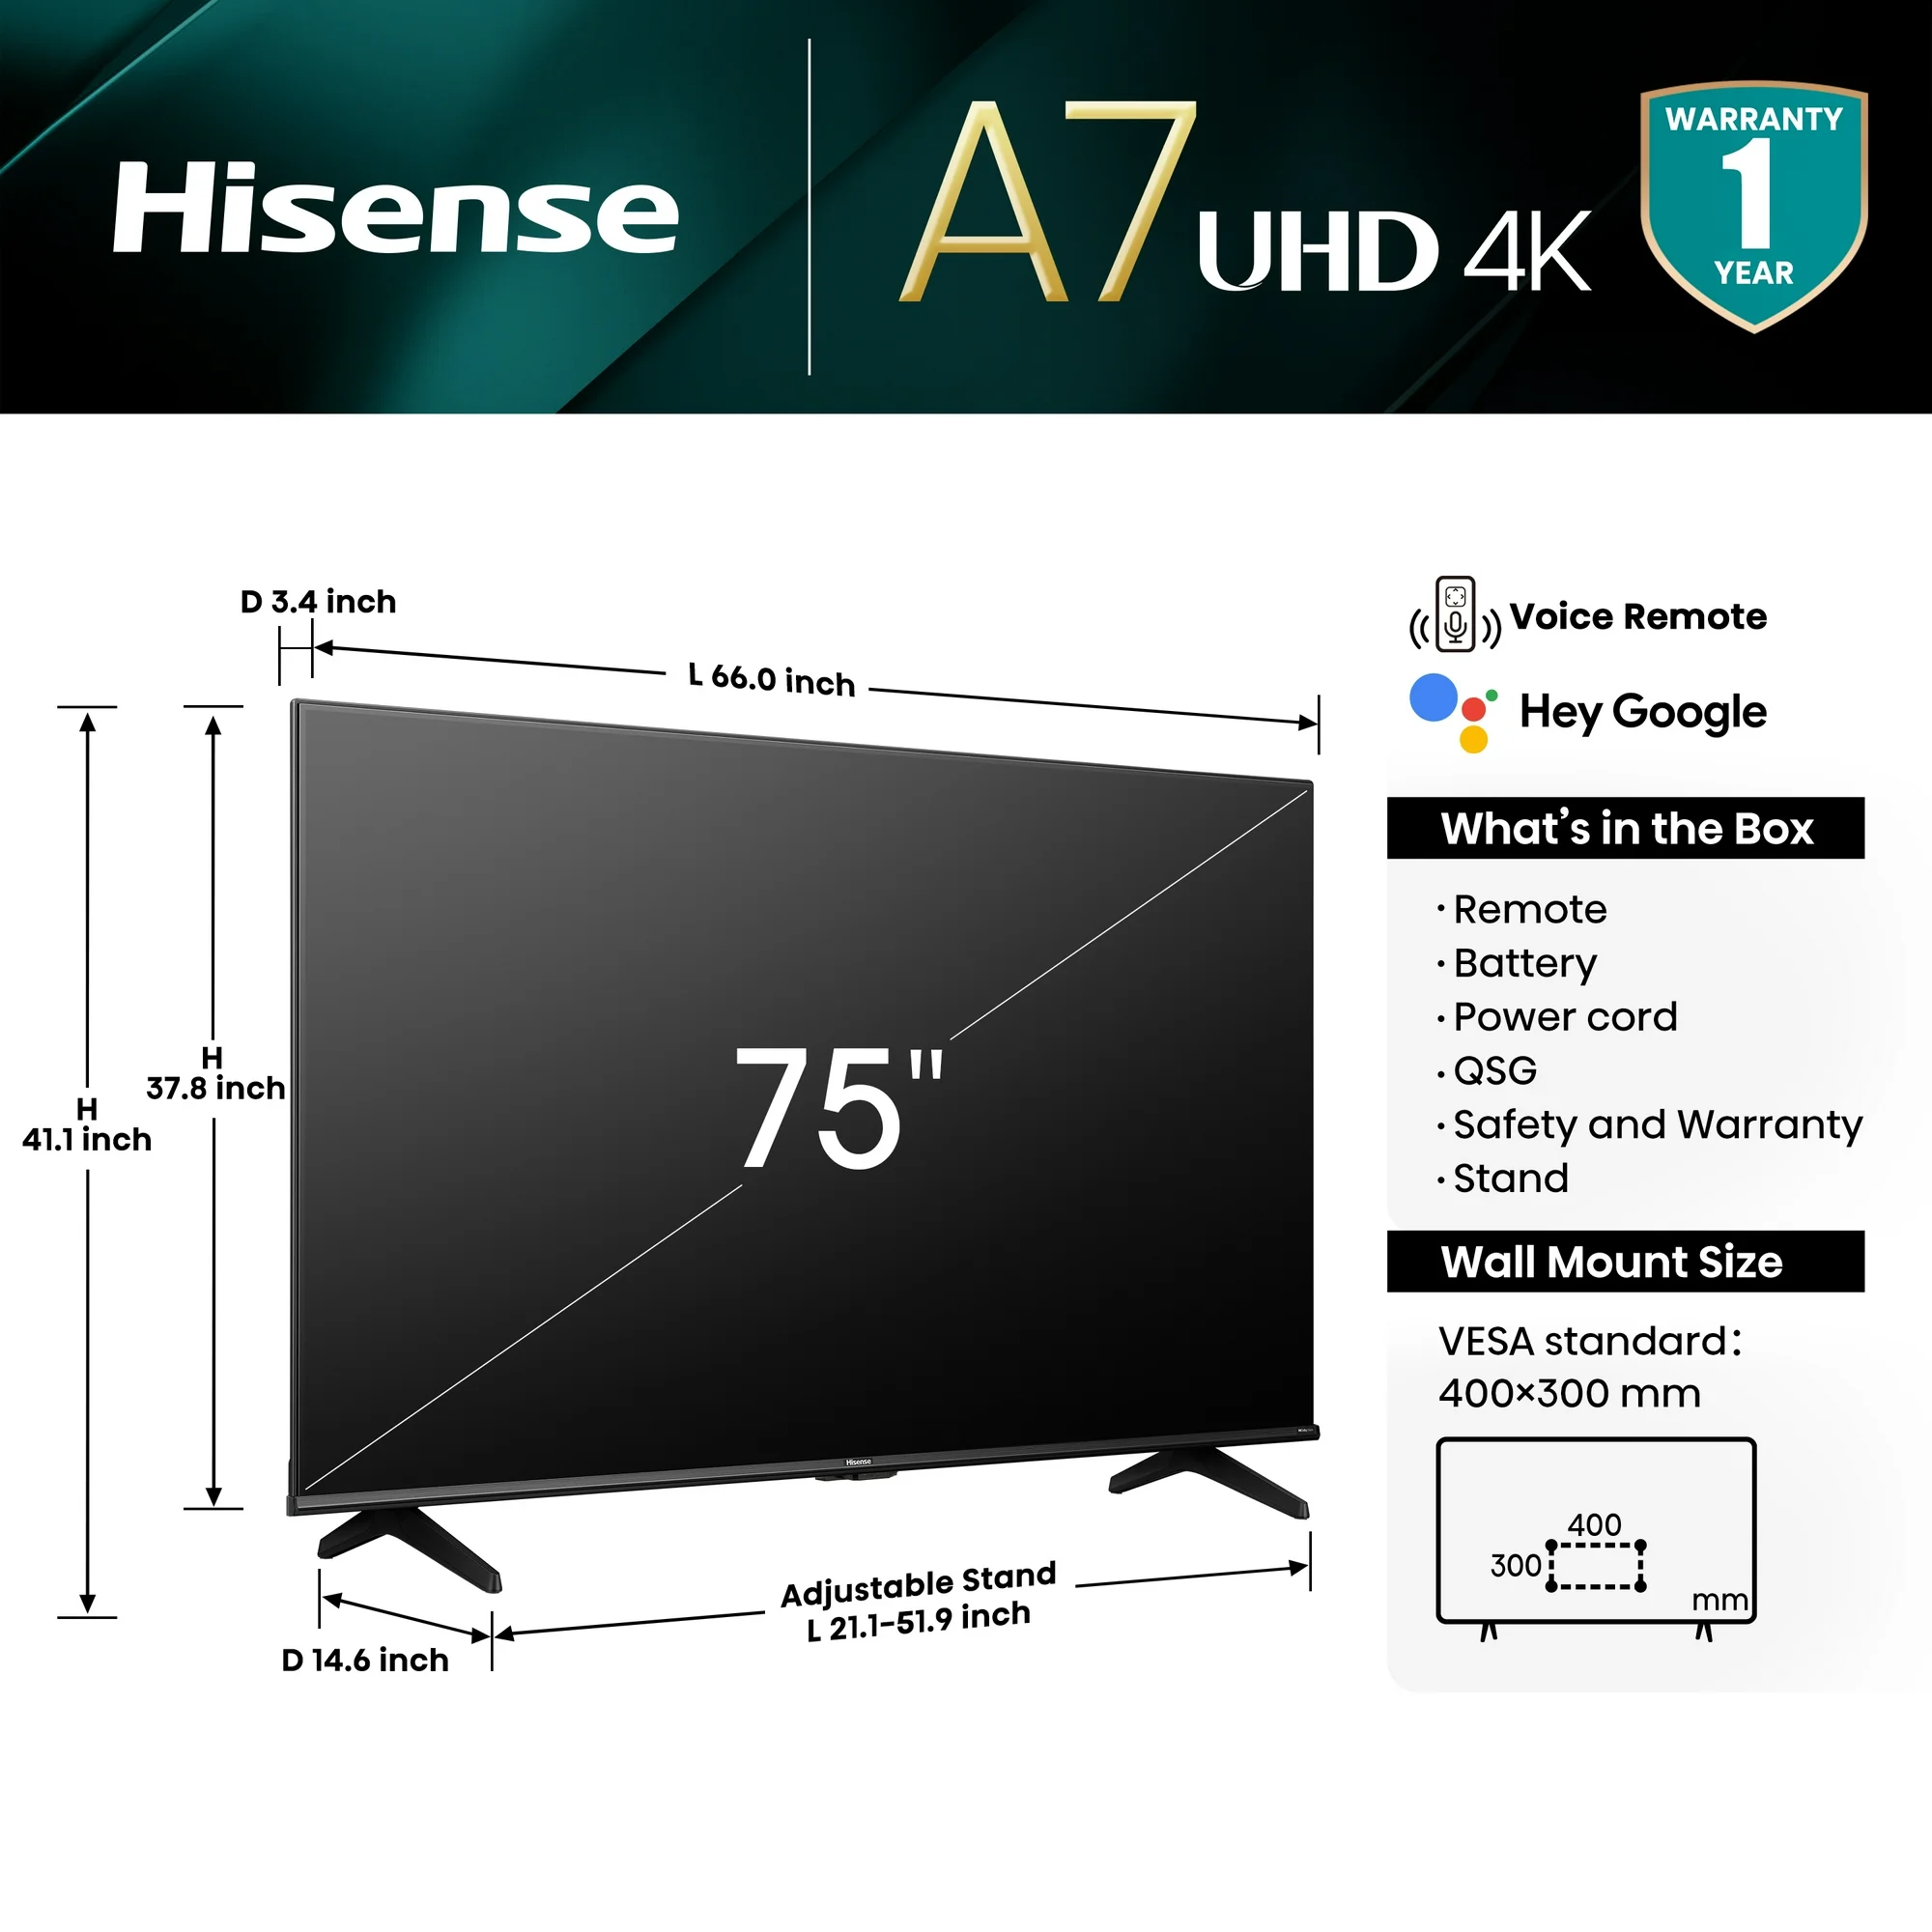 Hisense
A7 UHD 4K
WARRANTY
1
YEAR
D 3.4 inch
L 66.0 inch
H
37.8 inch
H
41.1 inch
75"
Hisense
Adjustable Stand
L 21.1-51.9 inch
D 14.6 inch
Voice Remote
Hey Google
What's in the Box
· Remote
· Battery
· Power cord
· QSG
· Safety and Warranty
· Stand
Wall Mount Size
VESA standard:
400×300 mm
400
300
mm